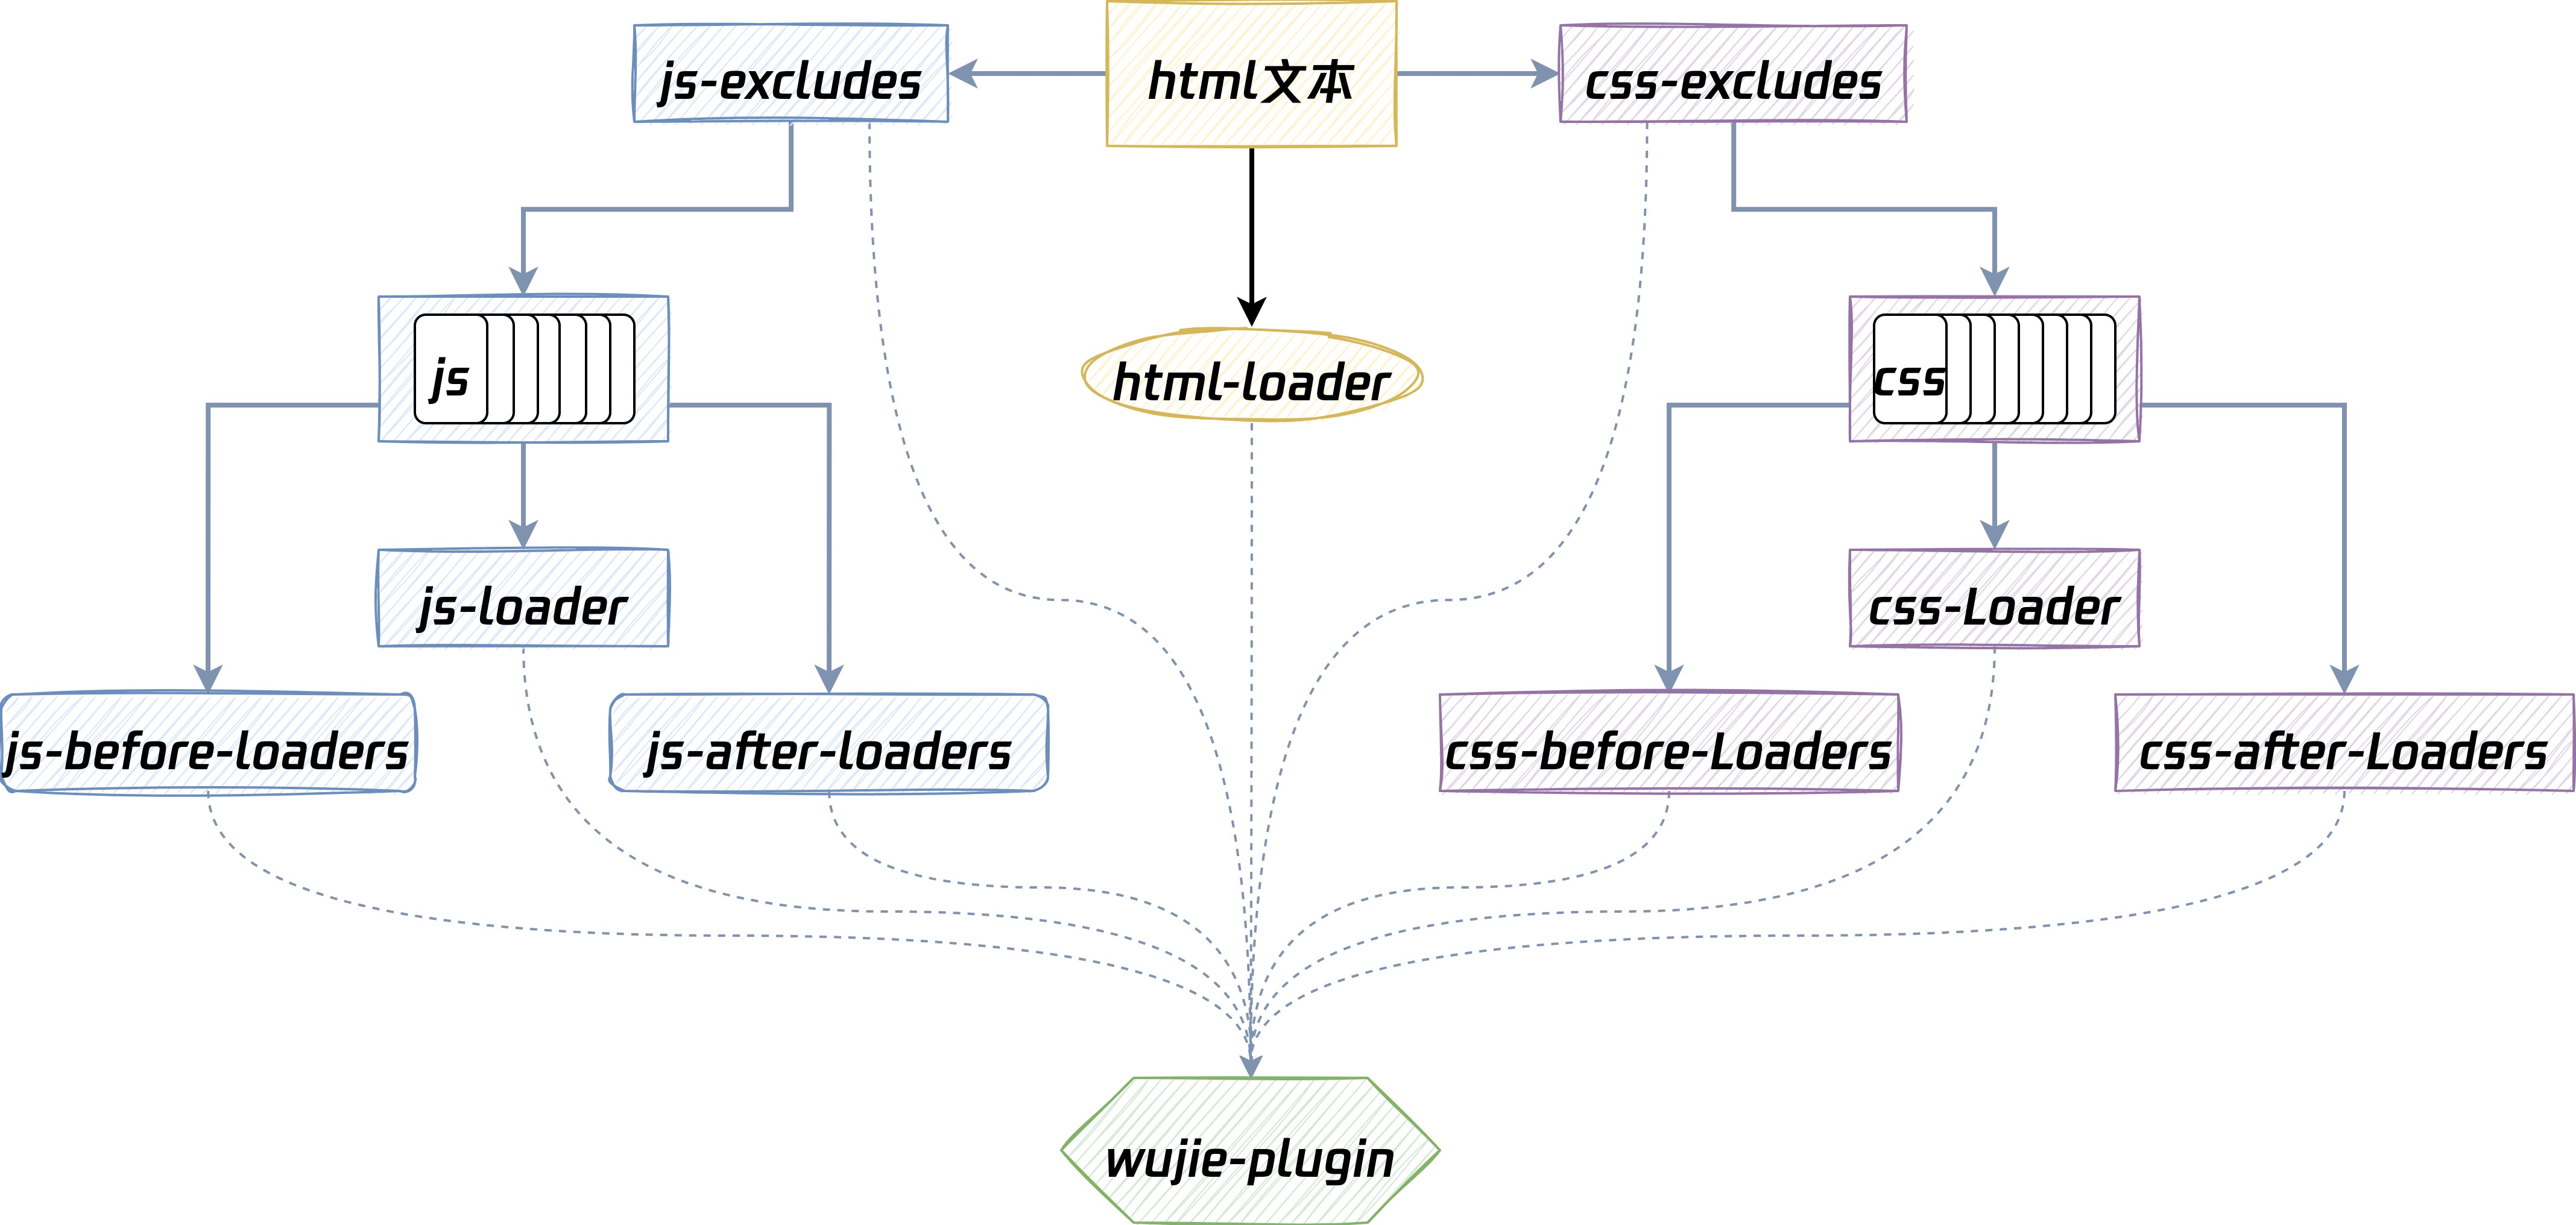 js-excludes
html文本
css-excludes
js
html-loader
css
js-loader
css-Loader
js-before-loaders
js-after-loaders
css-before-Loaders
css-after-Loaders
wujie-plugin